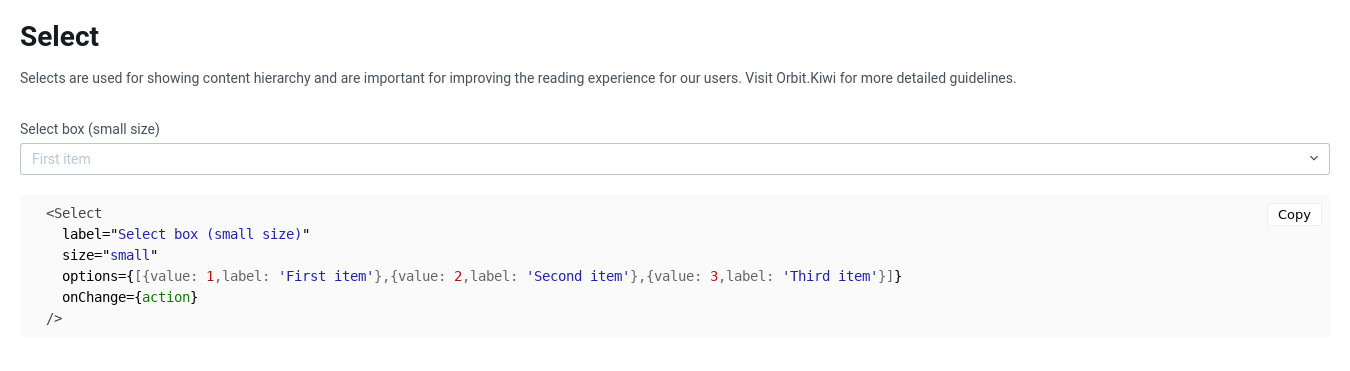 Select
Selects are used for showing content hierarchy and are important for improving the reading experience for our users. Visit Orbit.Kiwi for more detailed guidelines.
Select box (small size)
First item
Copy
<Select
label="Select box (small size)"
size="small"
options={[{value: 1,label: 'First item'},{value: 2,label: 'Second item'},{value: 3,label: 'Third item'}]}
onChange={action}
/>